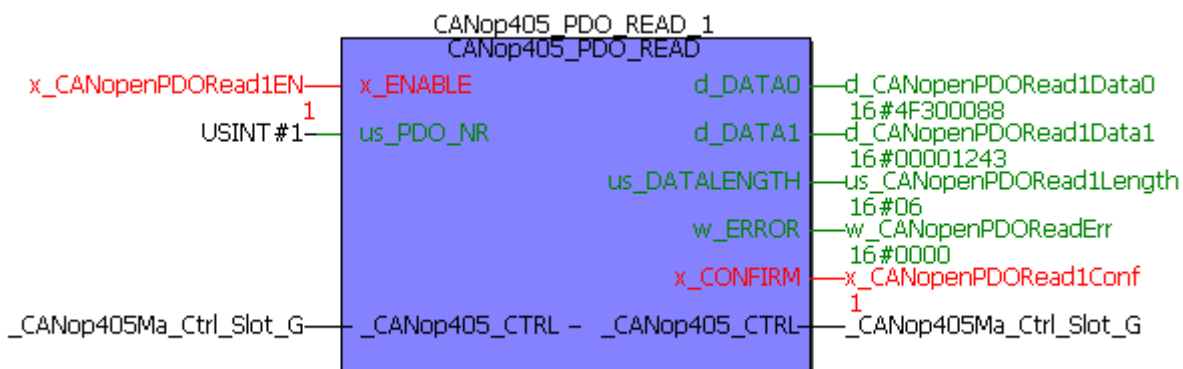 CANop405_PDO_READ_1
CANop405_PDO_READ
x_CANopenPDORead1EN x_ENABLE d_DATA0 d_CANopenPDORead1Data0
1 16#4F300088
USINT#1 us_PDO_NR d_DATA1 d_CANopenPDORead1Data1
16#00001243
us_DATALENGTH us_CANopenPDORead1Length
16#06
w_ERROR w_CANopenPDOReadErr
16#0000
x_CONFIRM x_CANopenPDORead1Conf
1
_CANop405Ma_Ctrl_Slot_G _CANop405_CTRL – _CANop405_CTRL _CANop405Ma_Ctrl_Slot_G